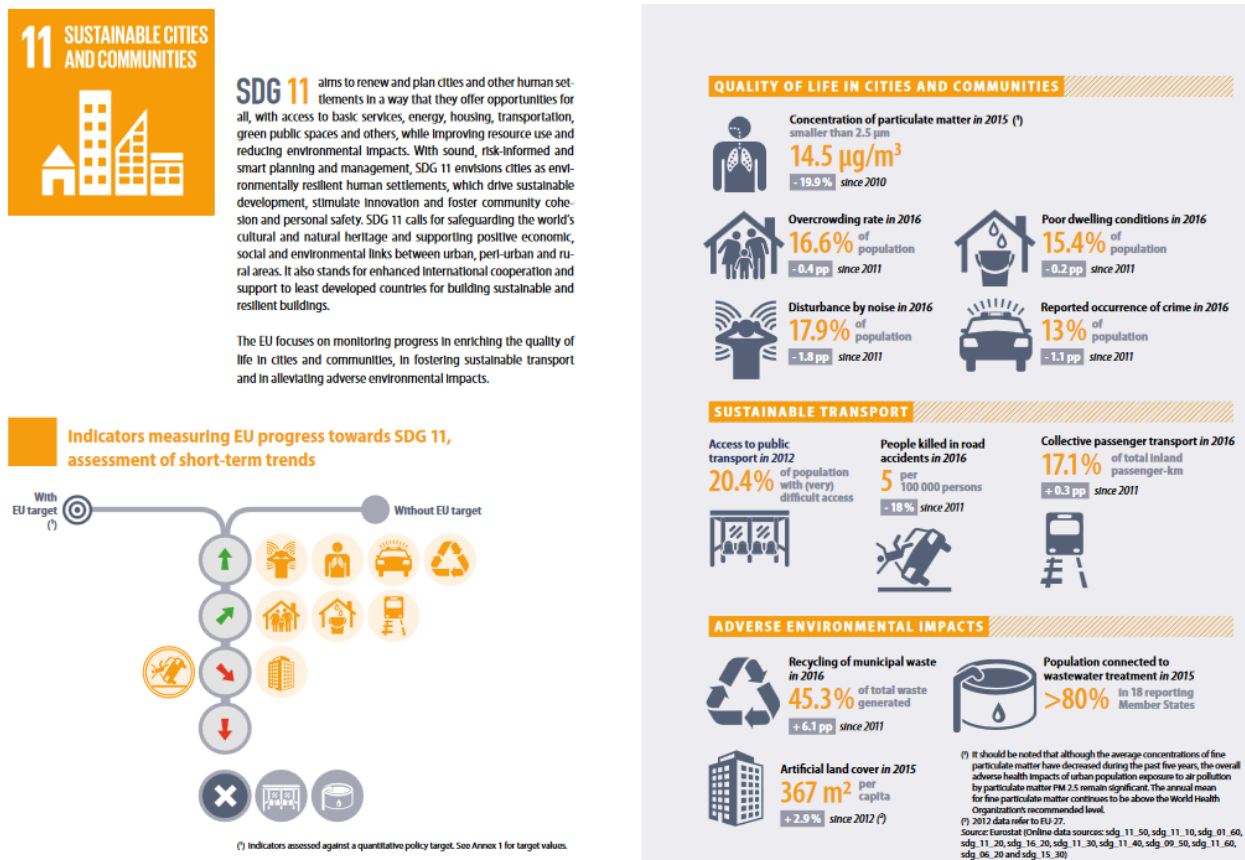 11 SUSTAINABLE CITIES
AND COMMUNITIES
SDG 11 aims to renew and plan cities and other human set-
tlements in a way that they offer opportunities for
all, with access to basic services, energy, housing, transportation,
green public spaces and others, while improving resource use and
reducing environmental impacts. With sound, risk-informed and
smart planning and management, SDG 11 envisions cities as envi-
ronmentally resilient human settlements, which drive sustainable
development, stimulate innovation and foster community cohe-
sion and personal safety. SDG 11 calls for safeguarding the world's
cultural and natural heritage and supporting positive economic,
social and environmental links between urban, peri-urban and ru-
ral areas. It also stands for enhanced international cooperation and
support to least developed countries for building sustainable and
resilient buildings.
The EU focuses on monitoring progress in enriching the quality of
life in cities and communities, in fostering sustainable transport
and in alleviating adverse environmental impacts.
Indicators measuring EU progress towards SDG 11,
assessment of short-term trends
With
EU target
(¹)
Without EU target
(¹) Indicators assessed against a quantitative policy target. See Annex 1 for target values.
QUALITY OF LIFE IN CITIES AND COMMUNITIES
Concentration of particulate matter in 2015 (¹)
smaller than 2.5 µm
14.5 µg/m³
- 19.9 % since 2010
Overcrowding rate in 2016
16.6% of
population
- 0.4 pp since 2011
Poor dwelling conditions in 2016
15.4% of
population
- 0.2 pp since 2011
Disturbance by noise in 2016
17.9% of
population
- 1.8 pp since 2011
Reported occurrence of crime in 2016
13% of
population
- 1.1 pp since 2011
SUSTAINABLE TRANSPORT
Access to public
transport in 2012
20.4% of population
with (very)
difficult access
People killed in road
accidents in 2016
5 per
100 000 persons
- 18 % since 2011
Collective passenger transport in 2016
17.1% of total inland
passenger-km
+ 0.3 pp since 2011
ADVERSE ENVIRONMENTAL IMPACTS
Recycling of municipal waste
in 2016
45.3% of total waste
generated
+ 6.1 pp since 2011
Population connected to
wastewater treatment in 2015
>80% in 18 reporting
Member States
Artificial land cover in 2015
367 m² per
capita
+ 2.9 % since 2012 (²)
(¹) It should be noted that although the average concentrations of fine
particulate matter have decreased during the past five years, the overall
adverse health impacts of urban population exposure to air pollution
by particulate matter PM 2.5 remain significant. The annual mean
for fine particulate matter continues to be above the World Health
Organization's recommended level.
(²) 2012 data refer to EU-27.
Source: Eurostat (Online data sources: sdg_11_50, sdg_11_10, sdg_01_60,
sdg_11_20, sdg_16_20, sdg_11_30, sdg_11_40, sdg_09_50, sdg_11_60,
sdg_06_20 and sdg_15_30)